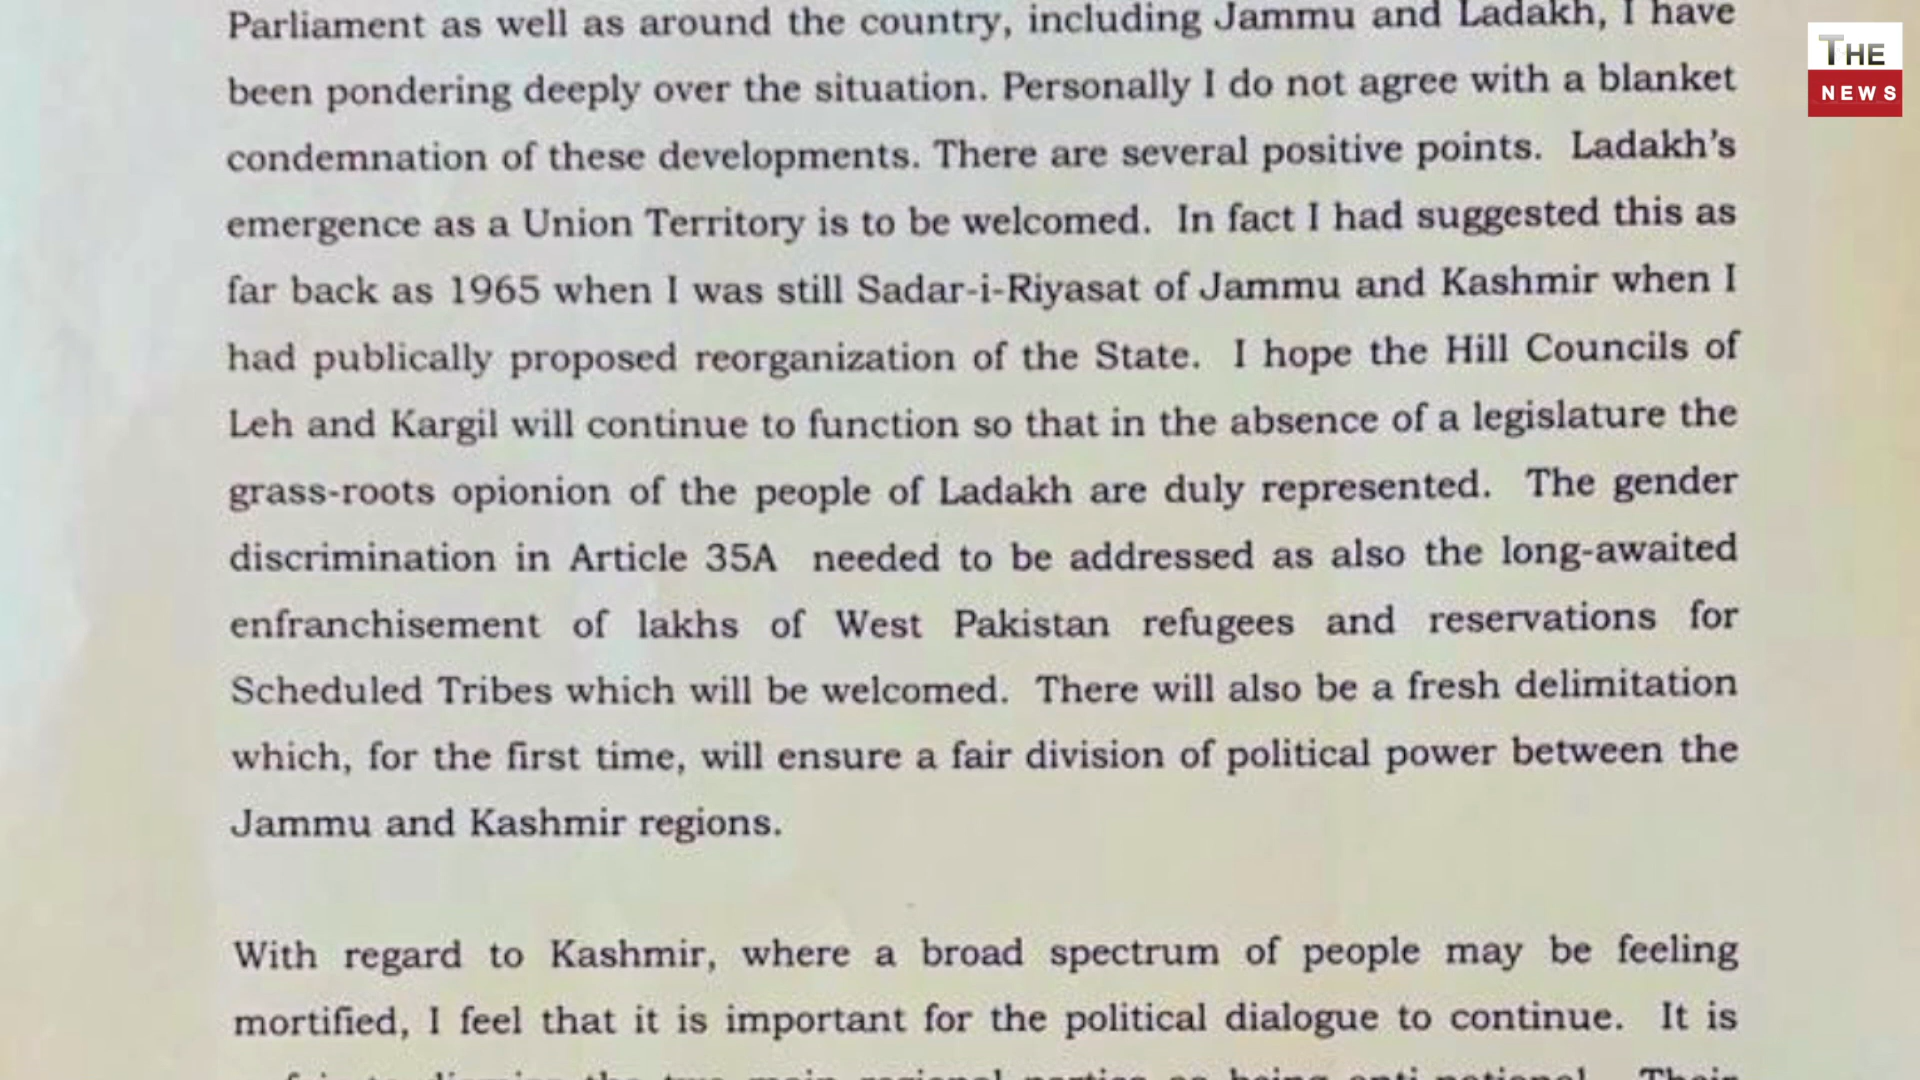 Parliament as well as around the country, including Jammu and Ladakh, I have
been pondering deeply over the situation. Personally I do not agree with a blanket
condemnation of these developments. There are several positive points. Ladakh's
emergence as a Union Territory is to be welcomed. In fact I had suggested this as
far back as 1965 when I was still Sadar-i-Riyasat of Jammu and Kashmir when I
had publically proposed reorganization of the State. I hope the Hill Councils of
Leh and Kargil will continue to function so that in the absence of a legislature the
grass-roots opionion of the people of Ladakh are duly represented. The gender
discrimination in Article 35A needed to be addressed as also the long-awaited
enfranchisement of lakhs of West Pakistan refugees and reservations for
Scheduled Tribes which will be welcomed. There will also be a fresh delimitation
which, for the first time, will ensure a fair division of political power between the
Jammu and Kashmir regions.
With regard to Kashmir, where a broad spectrum of people may be feeling
mortified, I feel that it is important for the political dialogue to continue. It is
THE
NEWS